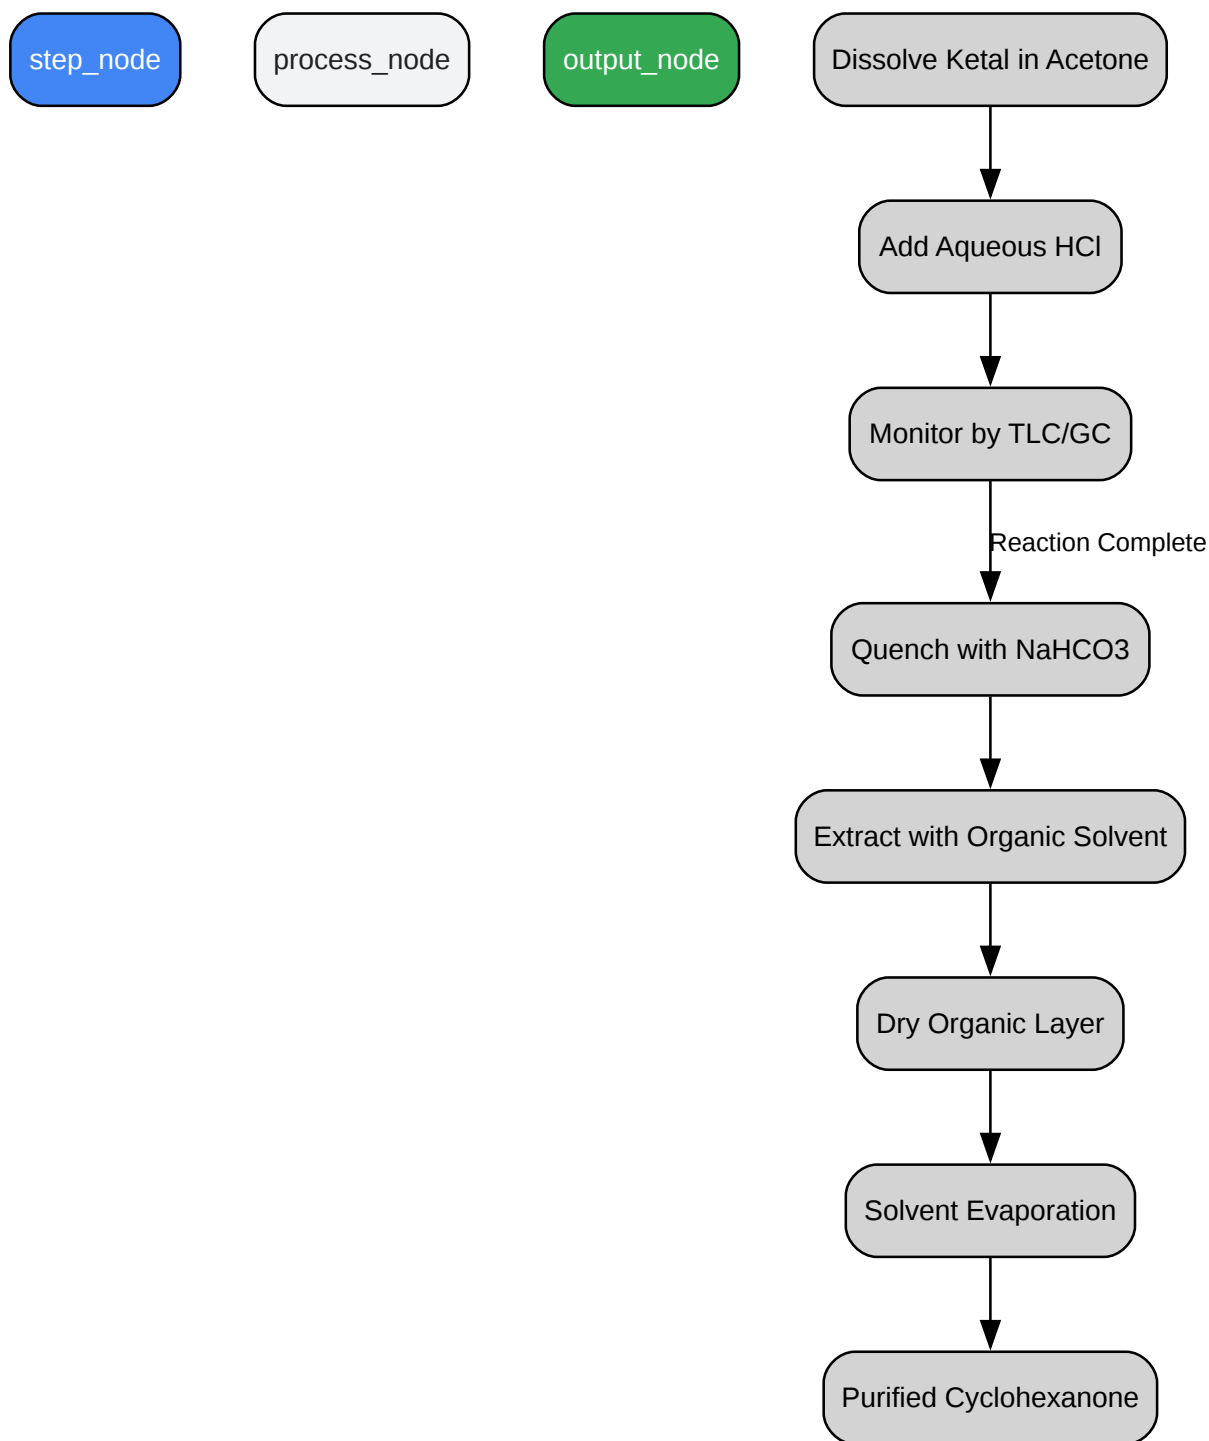 step_node
process_node
output_node
Dissolve Ketal in Acetone
Add Aqueous HCl
Monitor by TLC/GC
Reaction Complete
Quench with NaHCO3
Extract with Organic Solvent
Dry Organic Layer
Solvent Evaporation
Purified Cyclohexanone